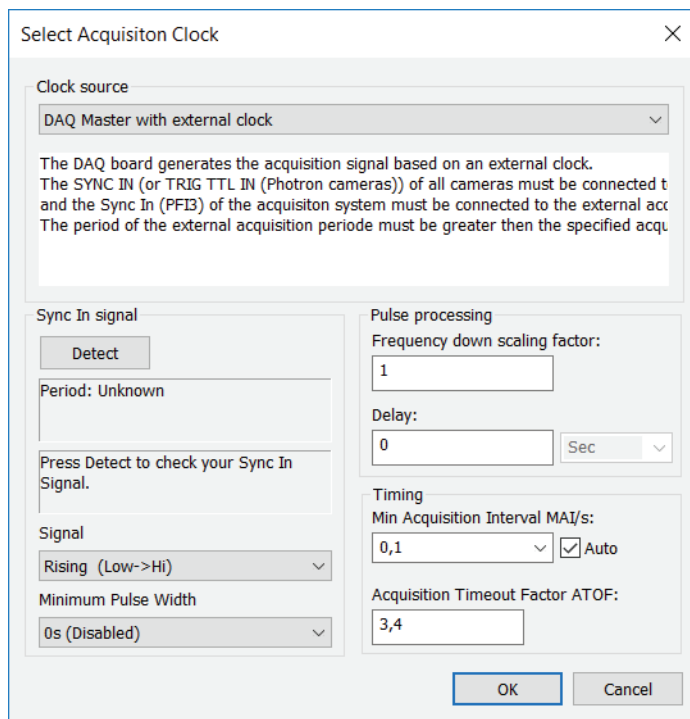 Select Acquisiton Clock
Clock source
DAQ Master with external clock
The DAQ board generates the acquisition signal based on an external clock.
The SYNC IN (or TRIG TTL IN (Photron cameras)) of all cameras must be connected t
and the Sync In (PFI3) of the acquisiton system must be connected to the external acc
The period of the external acquisition periode must be greater then the specified acqu
Sync In signal
Detect
Period: Unknown
Press Detect to check your Sync In
Signal.
Signal
Rising (Low->Hi)
Minimum Pulse Width
0s (Disabled)
Pulse processing
Frequency down scaling factor:
1
Delay:
0 Sec
Timing
Min Acquisition Interval MAI/s:
0,1 Auto
Acquisition Timeout Factor ATOF:
3,4
OK Cancel